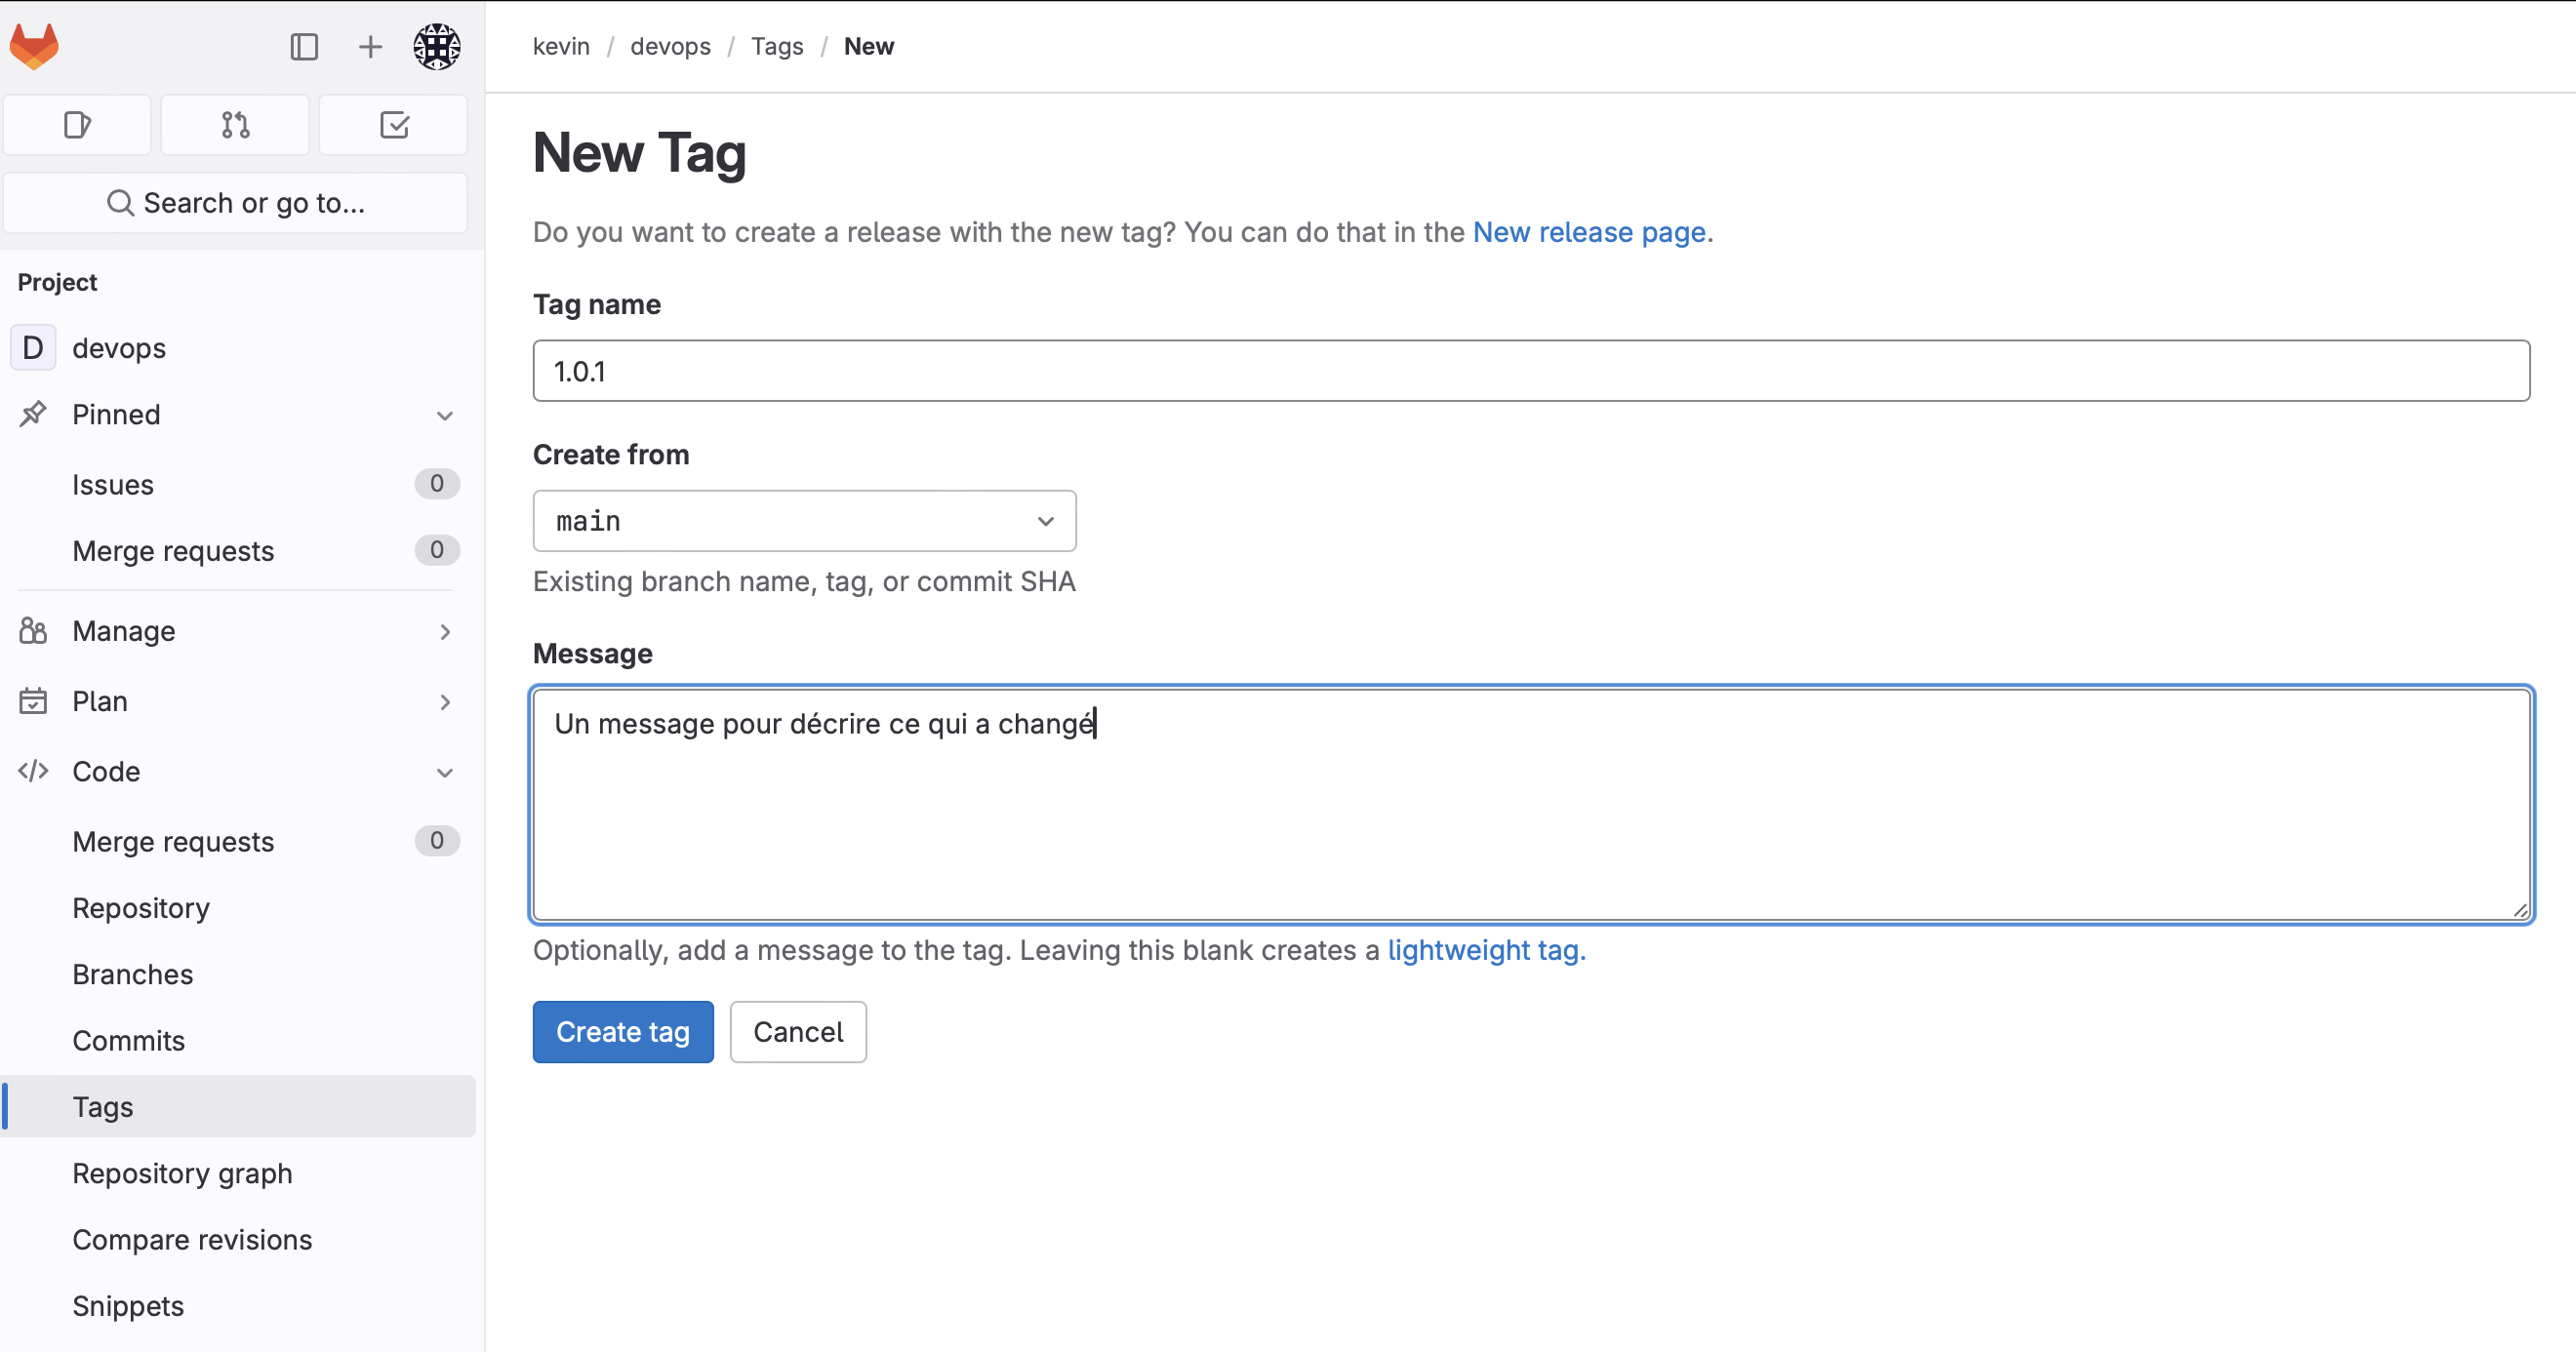 kevin / devops / Tags / New
Search or go to...
Project
D devops
Pinned
Issues 0
Merge requests 0
Manage
Plan
Code
Merge requests 0
Repository
Branches
Commits
Tags
Repository graph
Compare revisions
Snippets
New Tag
Do you want to create a release with the new tag? You can do that in the New release page.
Tag name
1.0.1
Create from
main
Existing branch name, tag, or commit SHA
Message
Un message pour décrire ce qui a changé
Optionally, add a message to the tag. Leaving this blank creates a lightweight tag.
Create tag Cancel